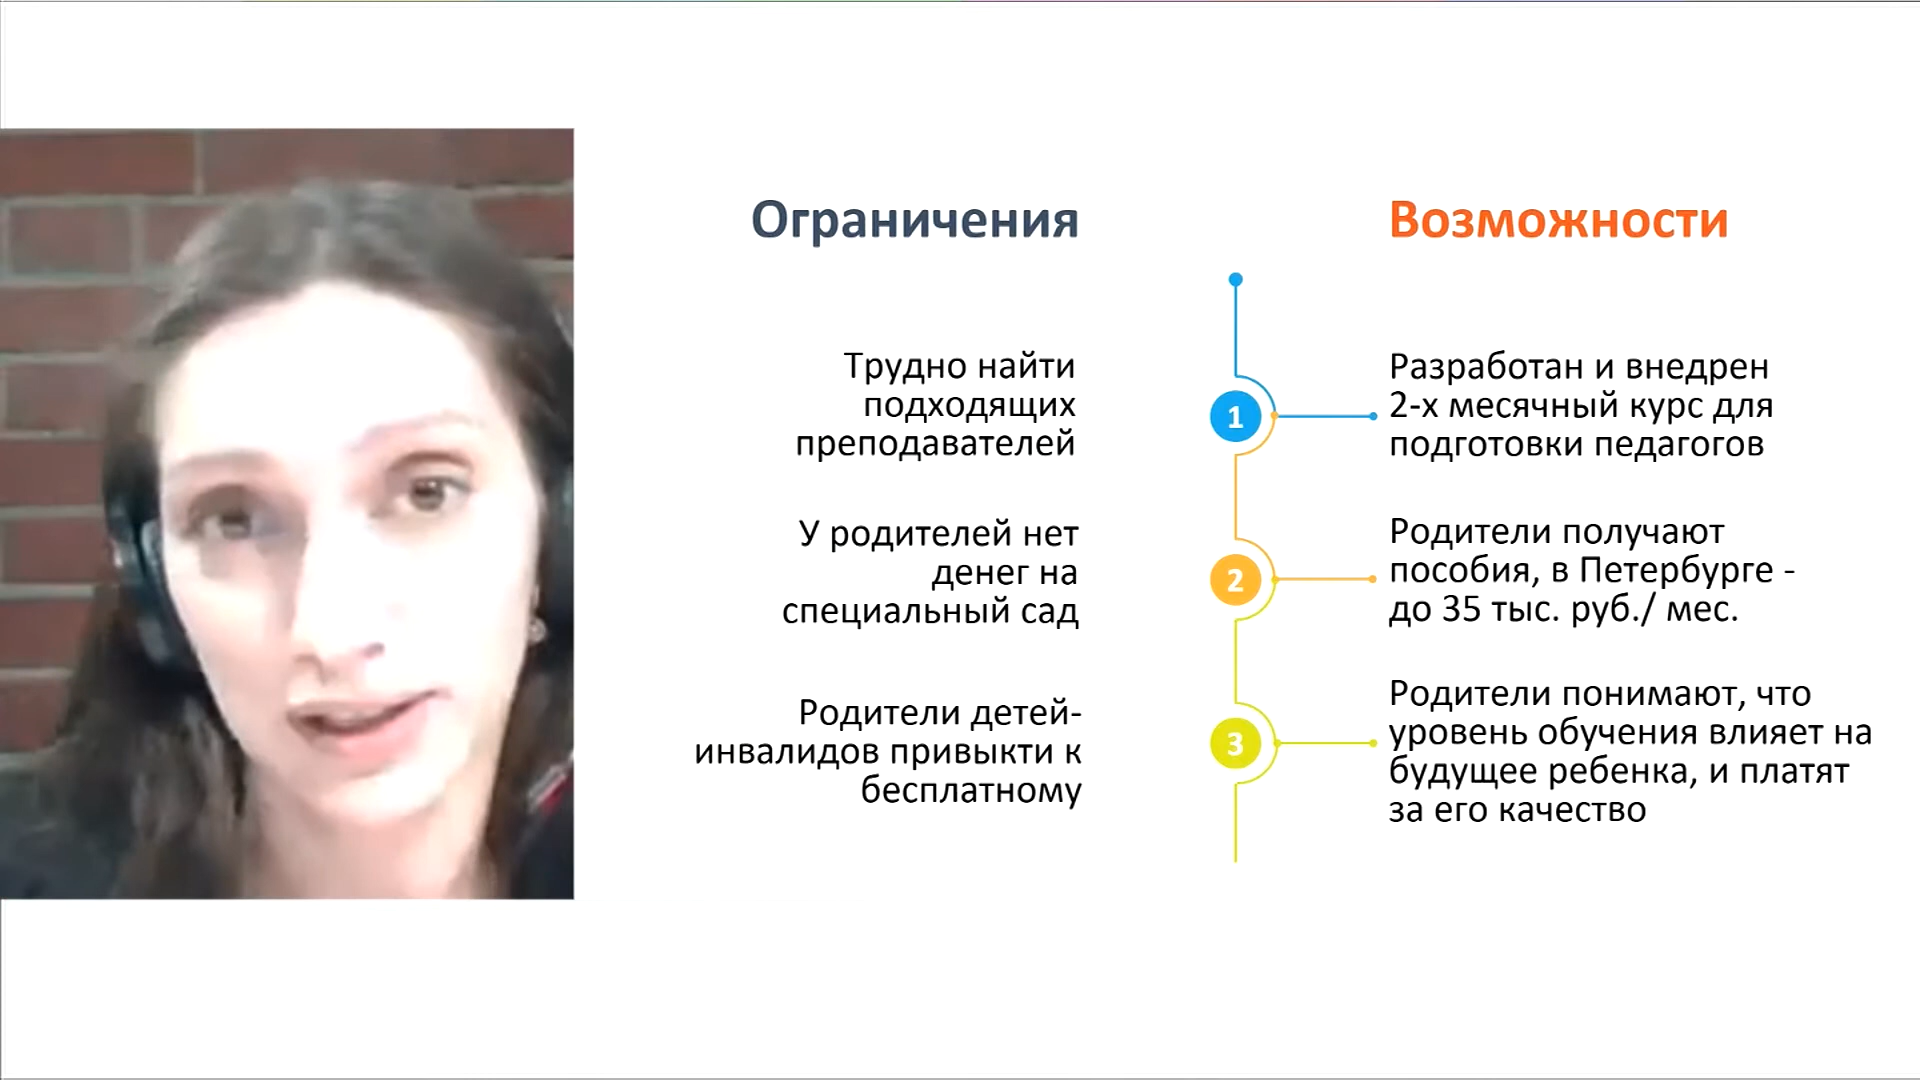 Ограничения
Возможности
Трудно найти
подходящих
преподавателей
1
Разработан и внедрен
2-х месячный курс для
подготовки педагогов
У родителей нет
денег на
специальный сад
2
Родители получают
пособия, в Петербурге -
до 35 тыс. руб./ мес.
Родители детей-
инвалидов привыкти к
бесплатному
3
Родители понимают, что
уровень обучения влияет на
будущее ребенка, и платят
за его качество